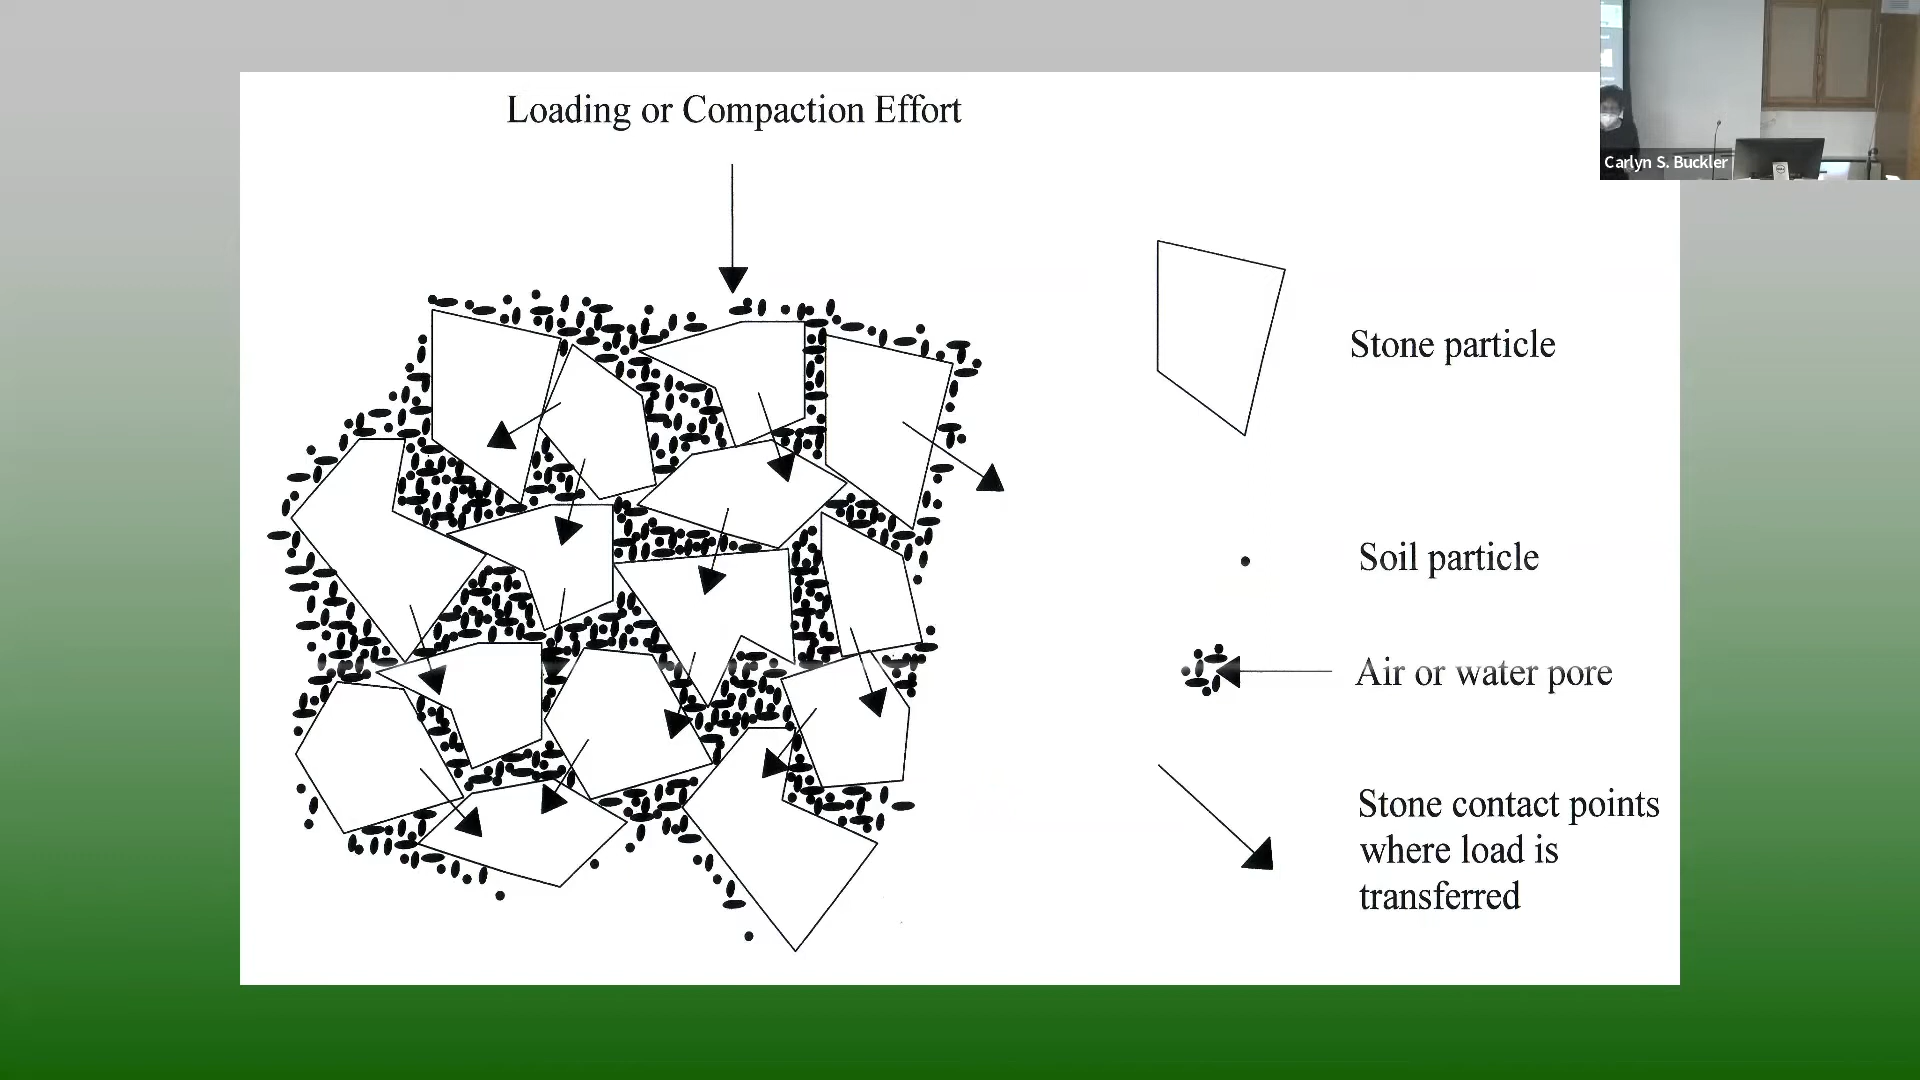 Loading or Compaction Effort
Carlyn S. Buckler
Stone particle
Soil particle
Air or water pore
Stone contact points
where load is
transferred